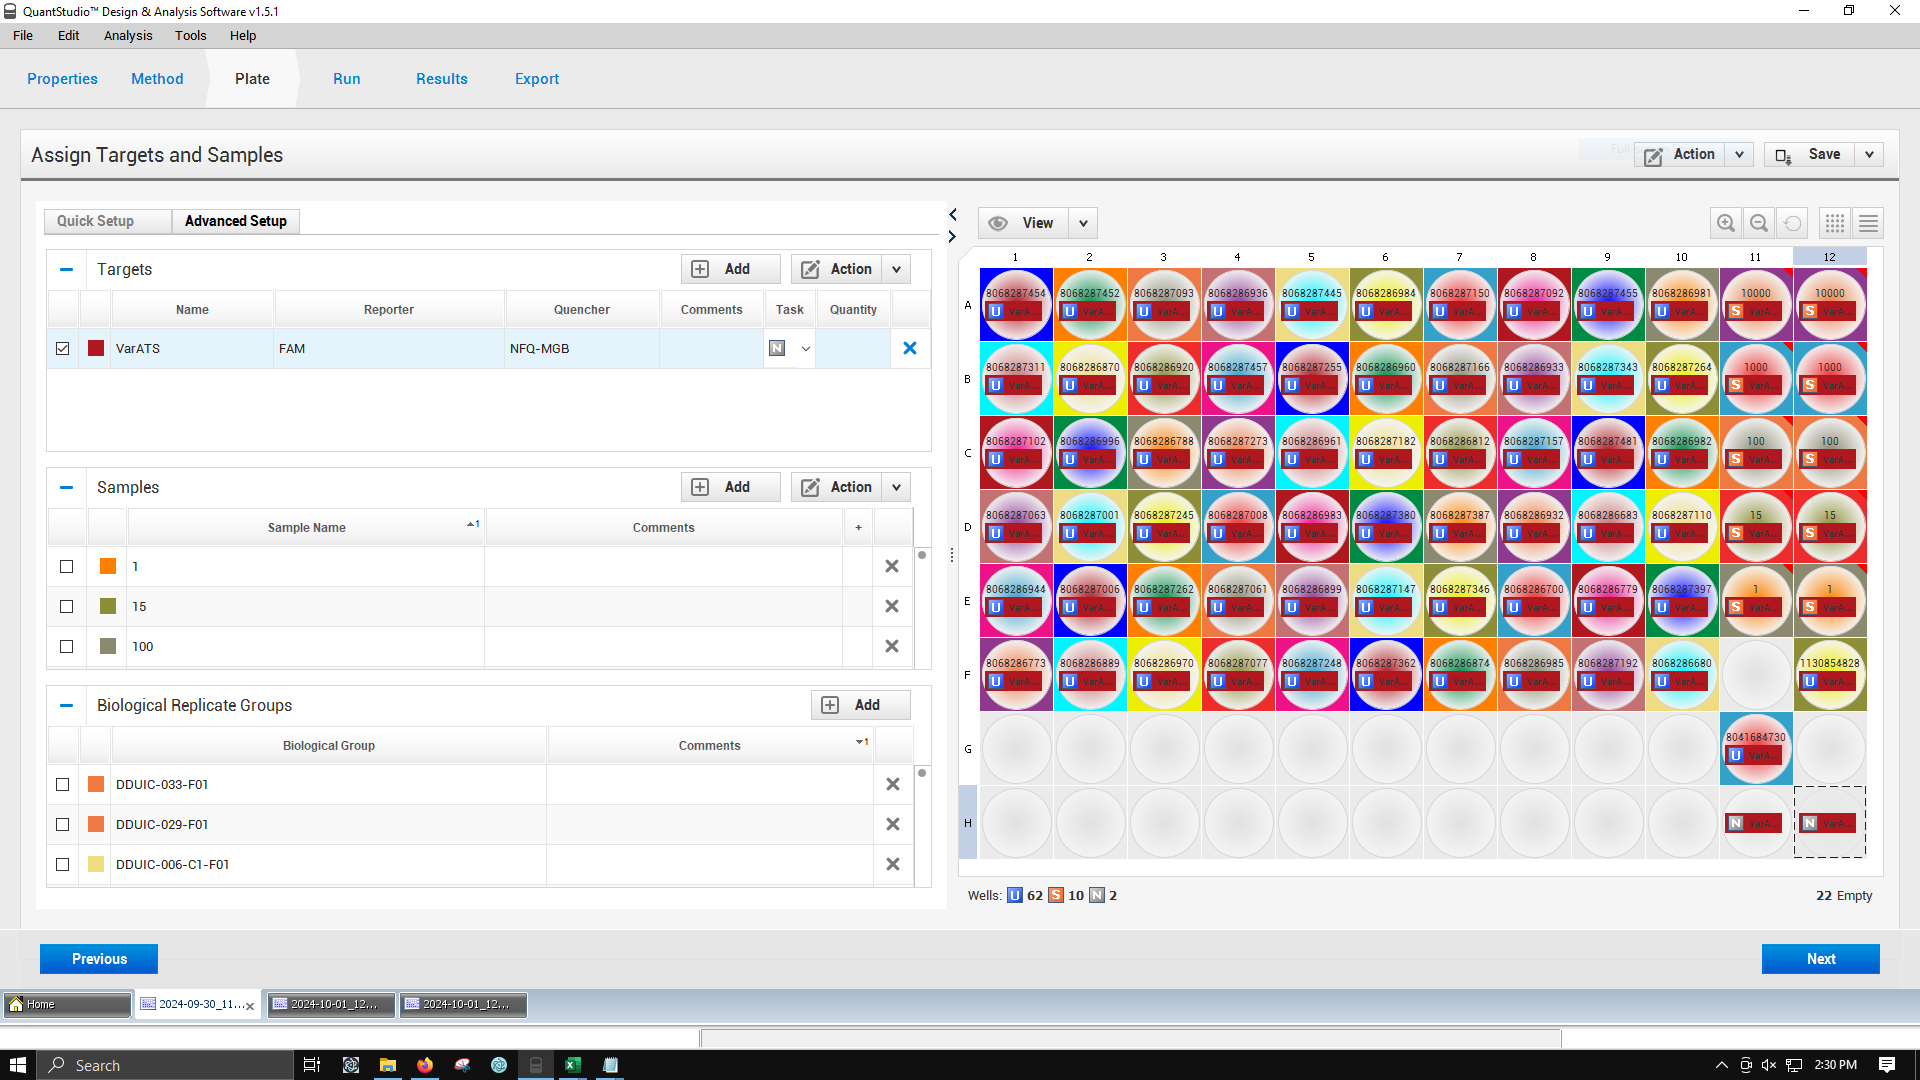 QuantStudio™ Design & Analysis Software v1.5.1
File Edit Analysis Tools Help
Properties Method Plate Run Results Export
Assign Targets and Samples
Action Save
Quick Setup Advanced Setup
View
Targets Add Action
Name Reporter Quencher Comments Task Quantity
VarATS FAM NFQ-MGB N
Samples Add Action
Sample Name 1 Comments +
1
15
100
Biological Replicate Groups Add
Biological Group Comments 1
DDUIC-033-F01
DDUIC-029-F01
DDUIC-006-C1-F01
1 2 3 4 5 6 7 8 9 10 11 12
A
8068287454 8068287452 8068287093 8068286936 8068287445 8068286984 8068287150 8068287092 8068287455 8068286981 10000 10000
U VarA... U VarA... U VarA... U VarA... U VarA... U VarA... U VarA... U VarA... U VarA... U VarA... S VarA... S VarA...
B
8068287311 8068286870 8068286920 8068287457 8068287255 8068286960 8068287166 8068286933 8068287343 8068287264 1000 1000
U VarA... U VarA... U VarA... U VarA... U VarA... U VarA... U VarA... U VarA... U VarA... U VarA... S VarA... S VarA...
C
8068287102 8068286996 8068286788 8068287273 8068286961 8068287182 8068286812 8068287157 8068287481 8068286982 100 100
U VarA... U VarA... U VarA... U VarA... U VarA... U VarA... U VarA... U VarA... U VarA... U VarA... S VarA... S VarA...
D
8068287063 8068287001 8068287245 8068287008 8068286983 8068287380 8068287387 8068286932 8068286683 8068287110 15 15
U VarA... U VarA... U VarA... U VarA... U VarA... U VarA... U VarA... U VarA... U VarA... U VarA... S VarA... S VarA...
E
8068286944 8068287006 8068287262 8068287061 8068286899 8068287147 8068287346 8068286700 8068286779 8068287397 1 1
U VarA... U VarA... U VarA... U VarA... U VarA... U VarA... U VarA... U VarA... U VarA... U VarA... S VarA... S VarA...
F
8068286773 8068286889 8068286970 8068287077 8068287248 8068287362 8068286874 8068286985 8068287192 8068286680 1130854828
U VarA... U VarA... U VarA... U VarA... U VarA... U VarA... U VarA... U VarA... U VarA... U VarA... U VarA...
G
8041684730
U VarA...
H
N VarA... N VarA...
Wells: U 62 S 10 N 2 22 Empty
Previous Next
Home 2024-09-30_11... 2024-10-01_12... 2024-10-01_12...
Search 2:30 PM